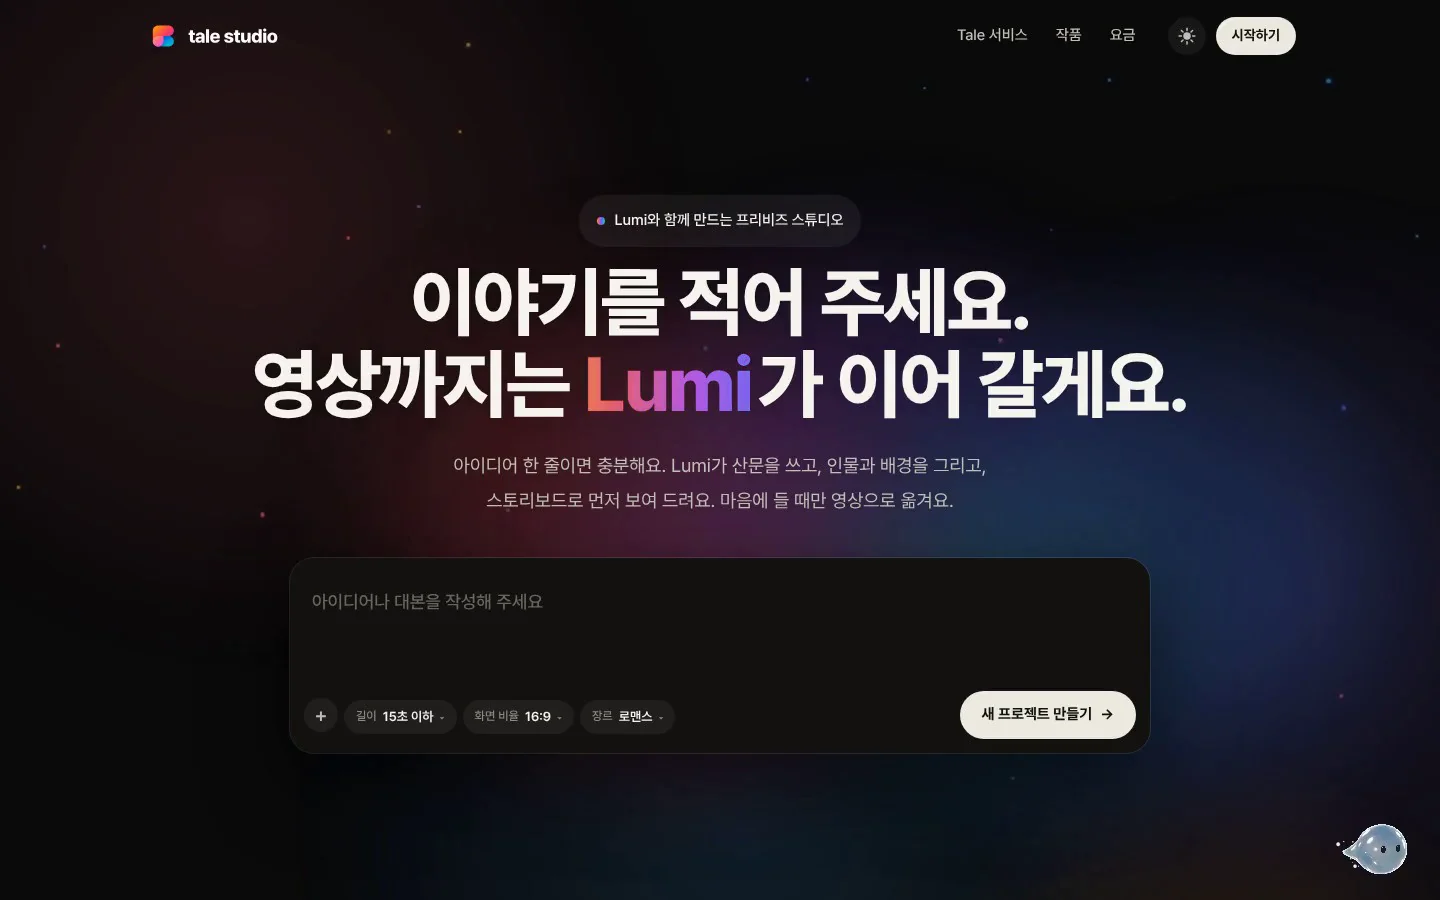 tale studio
Tale 서비스
작품
요금
시작하기
Lumi와 함께 만드는 프리비즈 스튜디오
이야기를 적어 주세요.
영상까지는 Lumi가 이어 갈게요.
아이디어 한 줄이면 충분해요. Lumi가 산문을 쓰고, 인물과 배경을 그리고,
스토리보드로 먼저 보여 드려요. 마음에 들 때만 영상으로 옮겨요.
아이디어나 대본을 작성해 주세요
+
길이 15초 이하
화면 비율 16:9
장르 로맨스
새 프로젝트 만들기 →